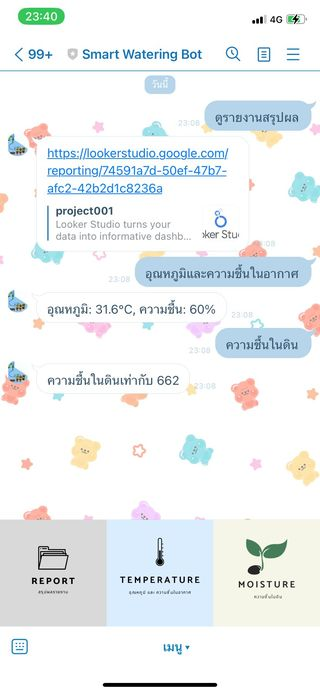 23:40
4G
99+
Smart Watering Bot
วันนี้
23:08
ดูรายงานสรุปผล
https://lookerstudio.google.com/
reporting/74591a7d-50ef-47b7-
afc2-42b2d1c8236a
project001
Looker Studio turns your
data into informative dashb...
oker Stu
23:08
23:08
อุณหภูมิและความชื้นในอากาศ
อุณหภูมิ: 31.6°C, ความชื้น: 60%
23:08
23:08
ความชื้นในดิน
ความชื้นในดินเท่ากับ 662
23:08
REPORT
สรุปผลรายงาน
TEMPERATURE
อุณหภูมิ และ ความชื้นในอากาศ
MOISTURE
ความชื้นในดิน
เมนู